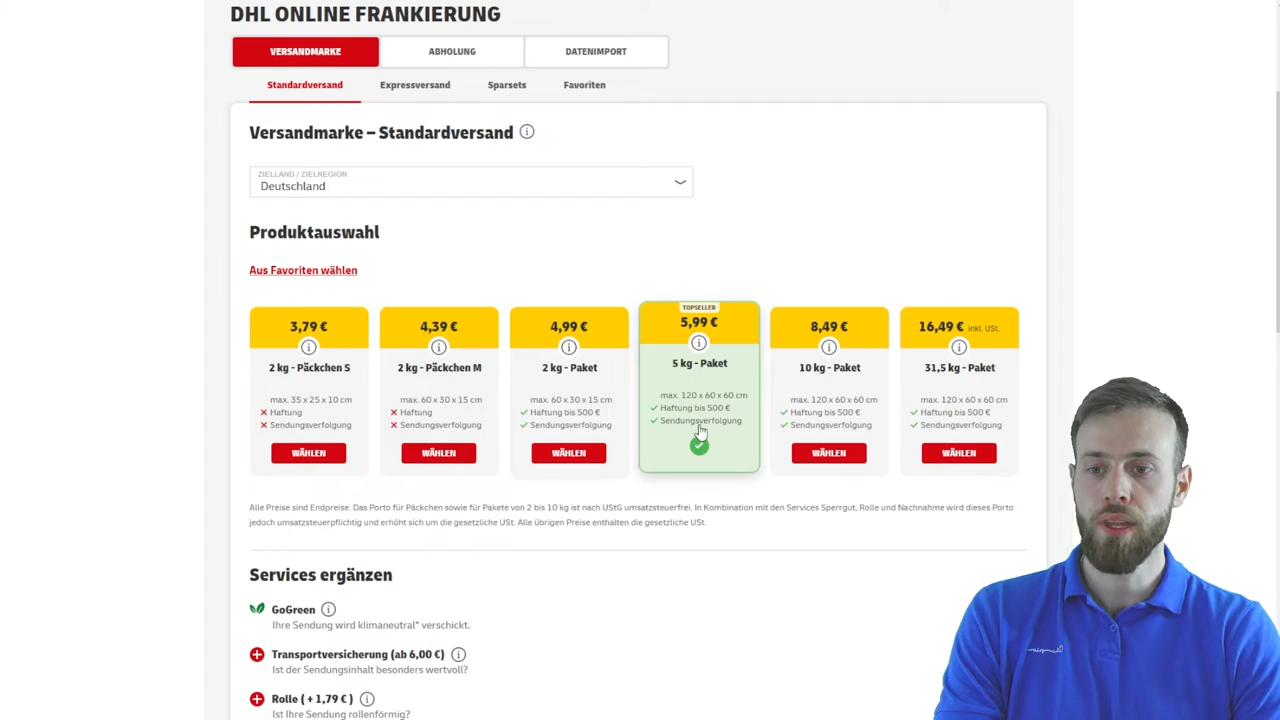 DHL ONLINE FRANKIERUNG
VERSANDMARKE ABHOLUNG DATENIMPORT
Standardversand Expressversand Sparsets Favoriten
Versandmarke – Standardversand
ZIELLAND / ZIELREGION
Deutschland
Produktauswahl
Aus Favoriten wählen
3,79 €
2 kg - Päckchen S
max. 35 x 25 x 10 cm
Haftung
Sendungsverfolgung
WÄHLEN
4,39 €
2 kg - Päckchen M
max. 60 x 30 x 15 cm
Haftung
Sendungsverfolgung
WÄHLEN
4,99 €
2 kg - Paket
max. 60 x 30 x 15 cm
Haftung bis 500 €
Sendungsverfolgung
WÄHLEN
TOPSELLER
5,99 €
5 kg - Paket
max. 120 x 60 x 60 cm
Haftung bis 500 €
Sendungsverfolgung
8,49 €
10 kg - Paket
max. 120 x 60 x 60 cm
Haftung bis 500 €
Sendungsverfolgung
WÄHLEN
16,49 € inkl. USt.
31,5 kg - Paket
max. 120 x 60 x 60 cm
Haftung bis 500 €
Sendungsverfolgung
WÄHLEN
Alle Preise sind Endpreise. Das Porto für Päckchen sowie für Pakete von 2 bis 10 kg ist nach UStG umsatzsteuerfrei. In Kombination mit den Services Sperrgut, Rolle und Nachnahme wird dieses Porto
jedoch umsatzsteuerpflichtig und erhöht sich um die gesetzliche USt. Alle übrigen Preise enthalten die gesetzliche USt.
Services ergänzen
GoGreen
Ihre Sendung wird klimaneutral* verschickt.
Transportversicherung (ab 6,00 €)
Ist der Sendungsinhalt besonders wertvoll?
Rolle ( + 1,79 € )
Ist Ihre Sendung rollenförmig?